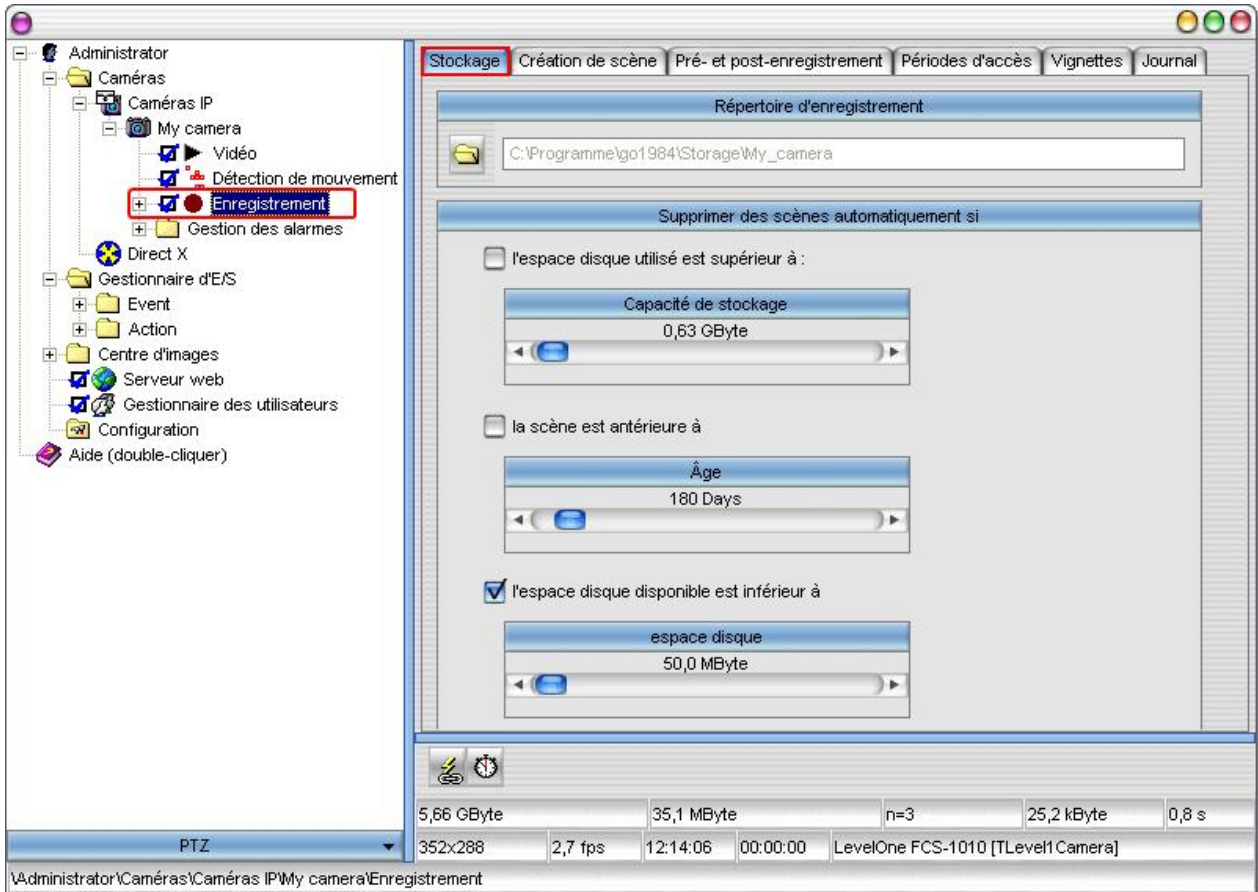 Administrator
Caméras
Caméras IP
My camera
Vidéo
Détection de mouvement
Enregistrement
Gestion des alarmes
Direct X
Gestionnaire d'E/S
Event
Action
Centre d'images
Serveur web
Gestionnaire des utilisateurs
Configuration
Aide (double-cliquer)
PTZ
Stockage Création de scène Pré- et post-enregistrement Périodes d'accès Vignettes Journal
Répertoire d'enregistrement
C:\Programme\go1984\Storage\My_camera
Supprimer des scènes automatiquement si
l'espace disque utilisé est supérieur à :
Capacité de stockage
0,63 GByte
la scène est antérieure à
Âge
180 Days
l'espace disque disponible est inférieur à
espace disque
50,0 MByte
5,66 GByte 35,1 MByte n=3 25,2 kByte 0,8 s
352x288 2,7 fps 12:14:06 00:00:00 LevelOne FCS-1010 [TLevel1Camera]
\Administrator\Caméras\Caméras IP\My camera\Enregistrement